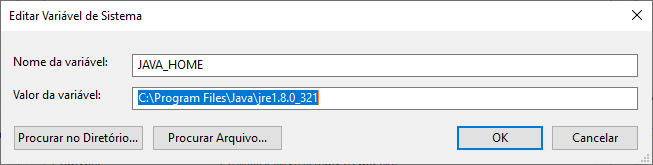 Editar Variável de Sistema
Nome da variável: JAVA_HOME
Valor da variável: C:\Program Files\Java\jre1.8.0_321
Procurar no Diretório... Procurar Arquivo... OK Cancelar